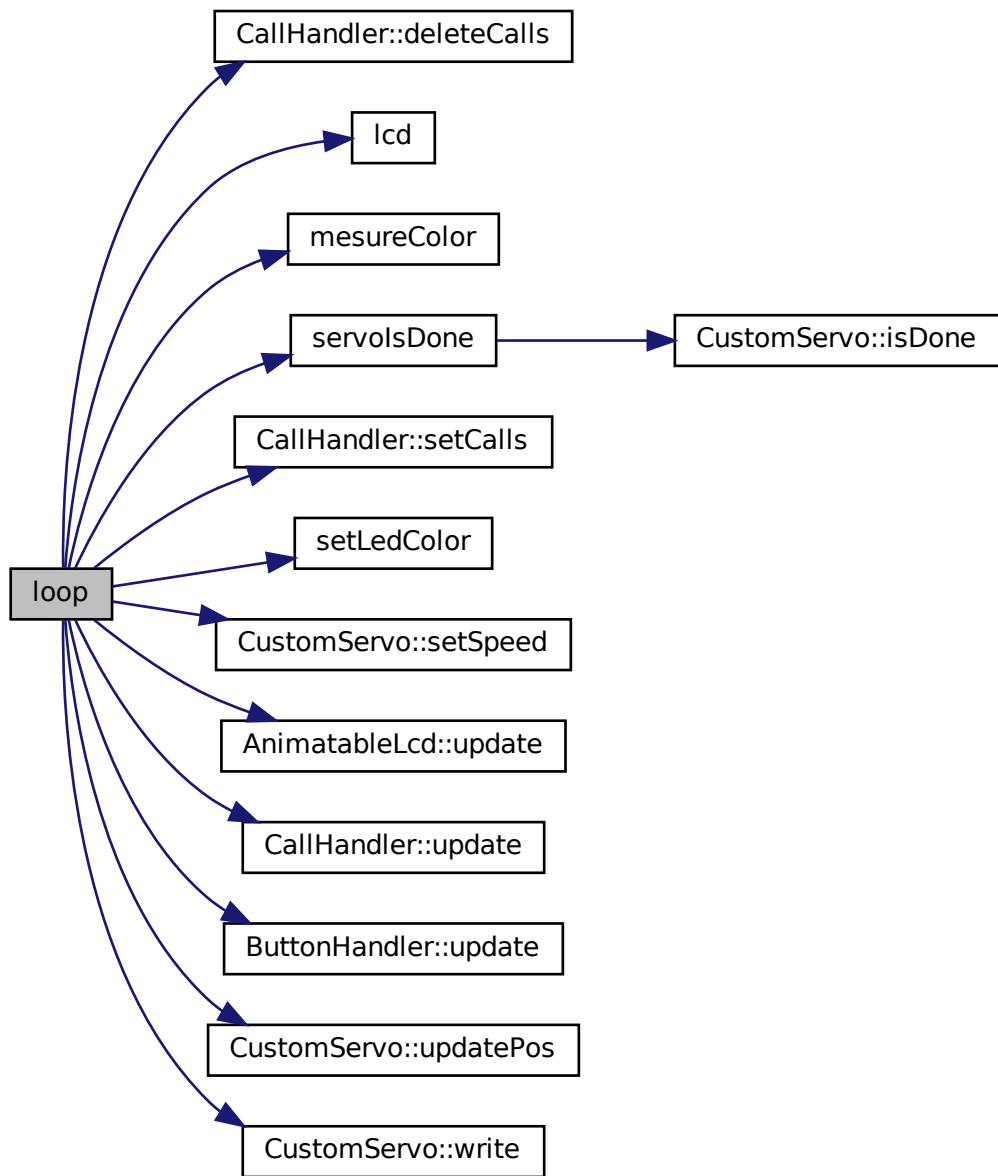 CallHandler::deleteCalls
lcd
mesureColor
servoIsDone
CustomServo::isDone
CallHandler::setCalls
setLedColor
loop
CustomServo::setSpeed
AnimatableLcd::update
CallHandler::update
ButtonHandler::update
CustomServo::updatePos
CustomServo::write